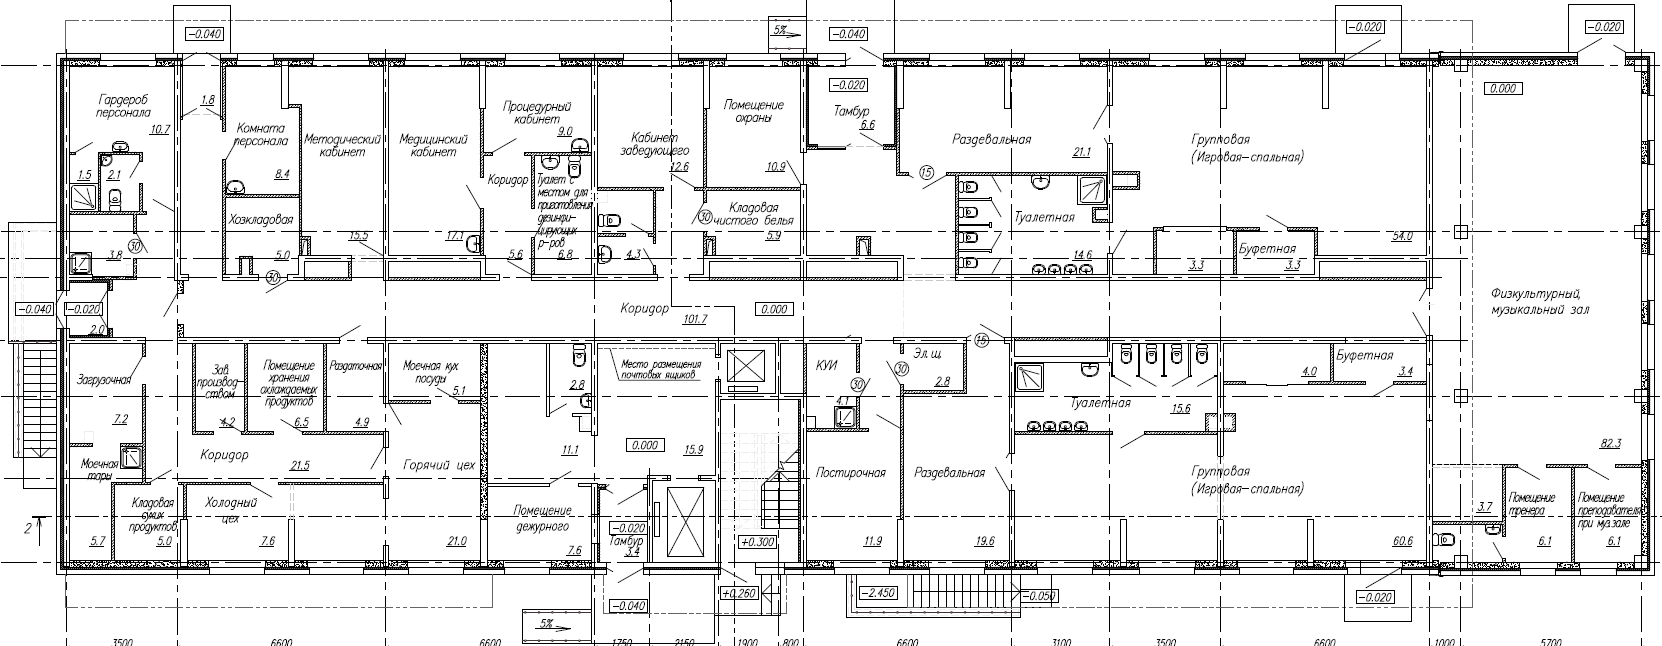 -0.040
5%
-0.040
-0.020
-0.020
0.000
Гардероб
персонала
10.7
1.8
Комната
персонала
8.4
Методический
кабинет
15.5
Медицинский
кабинет
17.1
Процедурный
кабинет
9.0
Кабинет
заведующего
12.6
Помещение
охраны
10.9
-0.020
Тамбур
6.6
Раздевальная
21.1
Групповая
(Игровая-спальная)
54.0
1.5
2.1
3.8
30
Хозкладовая
5.0
30
Коридор
5.6
Туалет с
местом для
приготовления
дезинфи-
цирующих
р-ров
6.8
4.3
30
Кладовая
чистого белья
5.9
15
Туалетная
14.6
3.3
Буфетная
3.3
Физкультурный,
музыкальный зал
82.3
-0.040
-0.020
2.0
Коридор
101.7
0.000
15
Загрузочная
7.2
Зав.
производ-
ством
4.2
Помещение
хранения
охлаждаемых
продуктов
6.5
Раздаточная
4.9
Моечная кух
посуды
5.1
2.8
Место размещения
почтовых ящиков
КУИ
4.1
30
Эл.щ.
2.8
30
Буфетная
4.0
3.4
Туалетная
15.6
Моечная
тары
5.7
Коридор
21.5
Горячий цех
21.0
11.1
0.000
15.9
Постирочная
11.9
Раздевальная
19.6
Групповая
(Игровая-спальная)
60.6
Кладовая
сухих
продуктов
5.0
Холодный
цех
7.6
Помещение
дежурного
7.6
-0.020
Тамбур
3.4
+0.300
3.7
Помещение
тренера
6.1
Помещение
преподавателя
при муз.зале
6.1
2
-0.040
+0.260
-2.450
-0.050
-0.020
5%
3500
6600
6600
1750
2150
1900
800
6600
3100
3500
6600
1000
5700